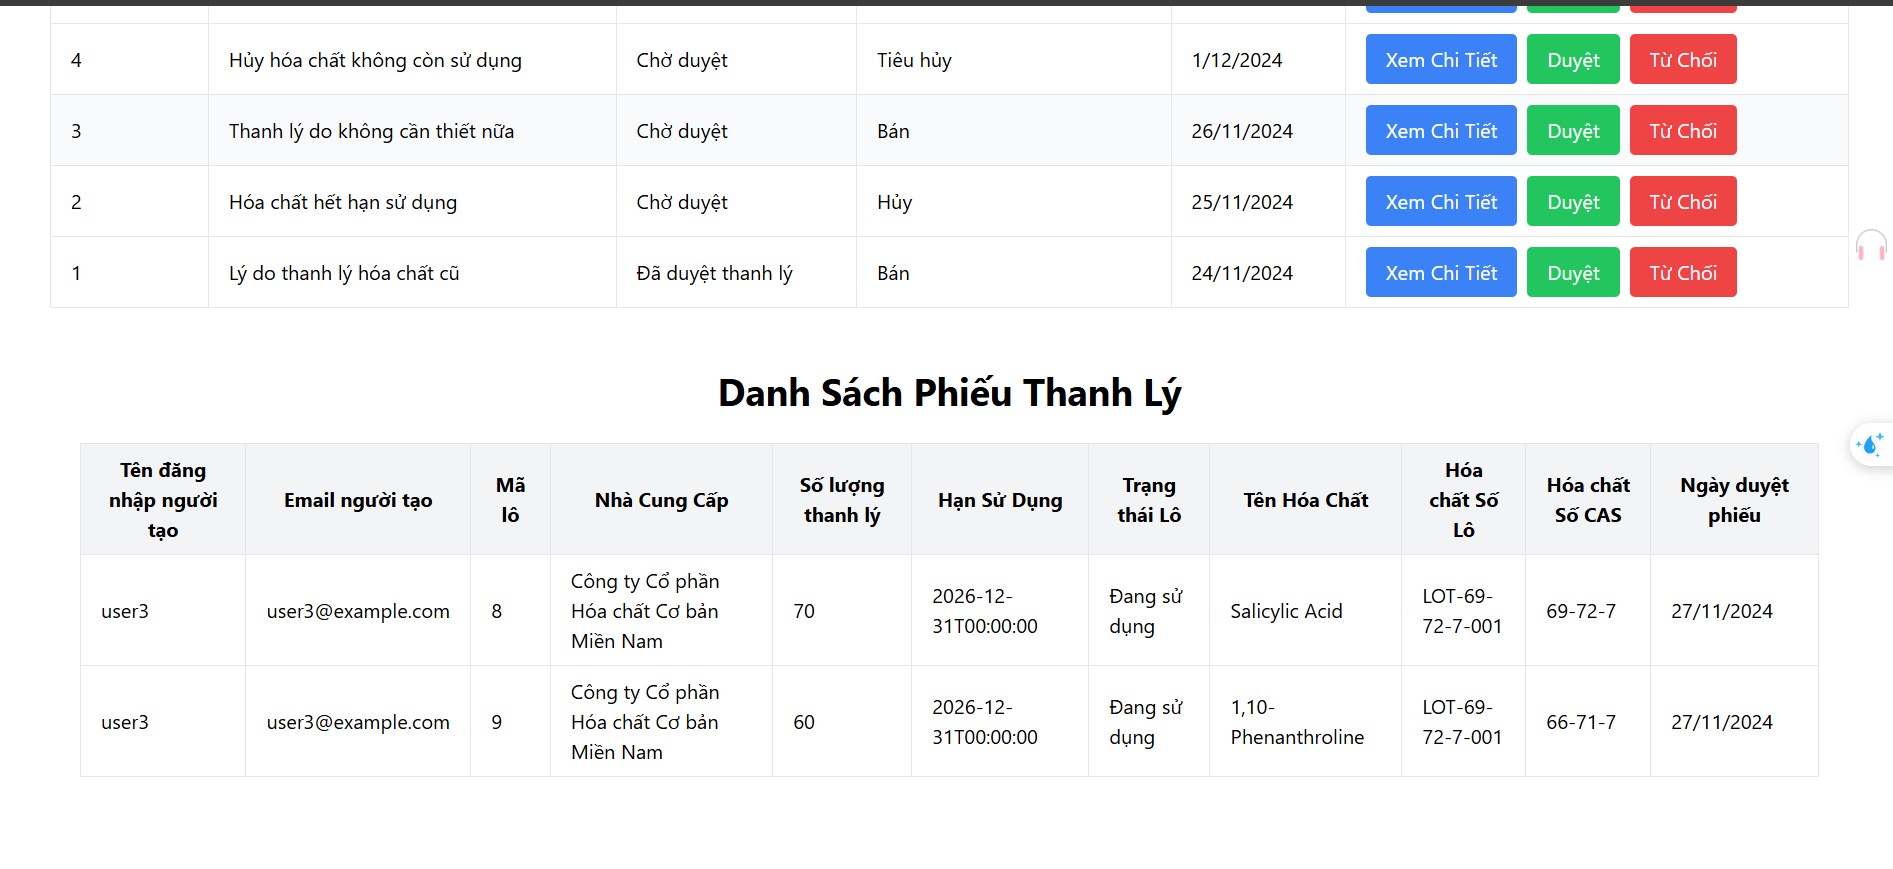 4 Hủy hóa chất không còn sử dụng Chờ duyệt Tiêu hủy 1/12/2024 Xem Chi Tiết Duyệt Từ Chối
3 Thanh lý do không cần thiết nữa Chờ duyệt Bán 26/11/2024 Xem Chi Tiết Duyệt Từ Chối
2 Hóa chất hết hạn sử dụng Chờ duyệt Hủy 25/11/2024 Xem Chi Tiết Duyệt Từ Chối
1 Lý do thanh lý hóa chất cũ Đã duyệt thanh lý Bán 24/11/2024 Xem Chi Tiết Duyệt Từ Chối
Danh Sách Phiếu Thanh Lý
Tên đăng
nhập người
tạo
Email người tạo
Mã
lô
Nhà Cung Cấp
Số lượng
thanh lý
Hạn Sử Dụng
Trạng
thái Lô
Tên Hóa Chất
Hóa
chất Số
Lô
Hóa chất
Số CAS
Ngày duyệt
phiếu
user3
user3@example.com
8
Công ty Cổ phần
Hóa chất Cơ bản
Miền Nam
70
2026-12-
31T00:00:00
Đang sử
dụng
Salicylic Acid
LOT-69-
72-7-001
69-72-7
27/11/2024
user3
user3@example.com
9
Công ty Cổ phần
Hóa chất Cơ bản
Miền Nam
60
2026-12-
31T00:00:00
Đang sử
dụng
1,10-
Phenanthroline
LOT-69-
72-7-001
66-71-7
27/11/2024